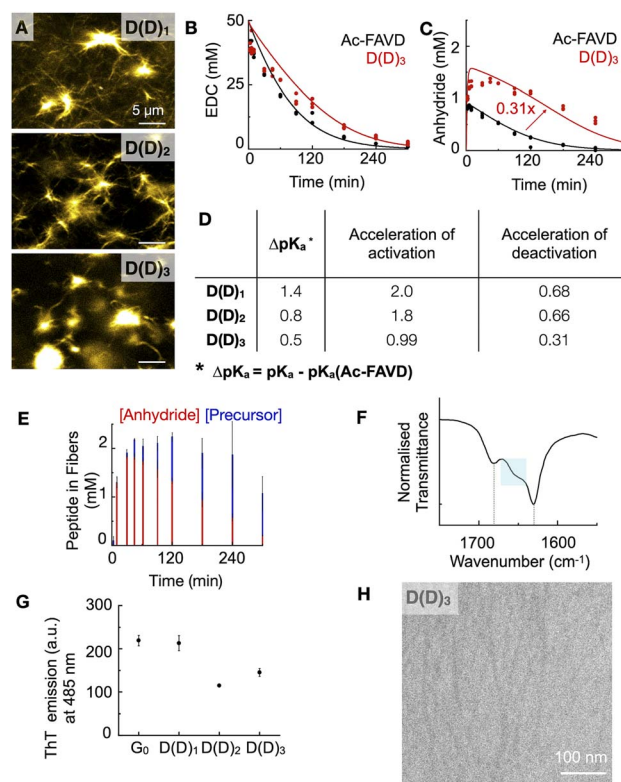 A
D(D)₁
5 μm
D(D)₂
D(D)₃
B
EDC (mM)
50
25
0
Ac-FAVD
D(D)₃
0 120 240
Time (min)
C
Anhydride (mM)
2
1
0
Ac-FAVD
D(D)₃
0.31x
0 120 240
Time (min)
D
ΔpKₐ* Acceleration of activation Acceleration of deactivation
D(D)₁ 1.4 2.0 0.68
D(D)₂ 0.8 1.8 0.66
D(D)₃ 0.5 0.99 0.31
* ΔpKₐ = pKₐ - pKₐ(Ac-FAVD)
E
[Anhydride] [Precursor]
Peptide in Fibers (mM)
2
1
0
0 120 240
Time (min)
F
Normalised Transmittance
1700 1600
Wavenumber (cm⁻¹)
G
ThT emission (a.u.) at 485 nm
300
200
100
0
G₀ D(D)₁ D(D)₂ D(D)₃
H
D(D)₃
100 nm